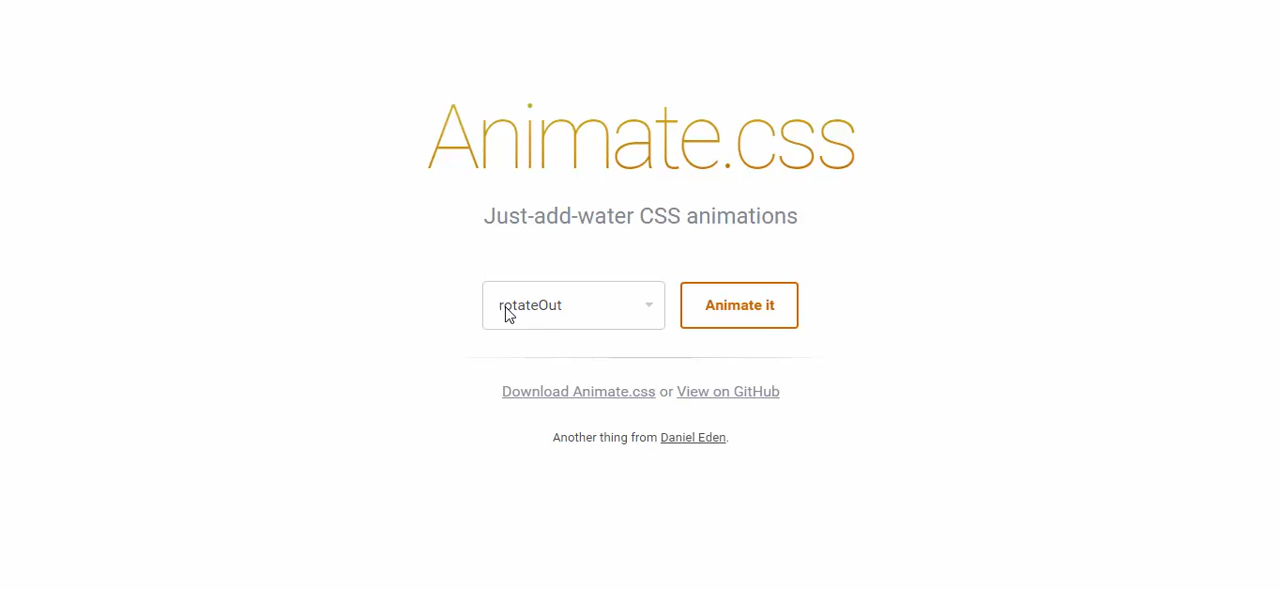 Animate.css
Just-add-water CSS animations
rotateOut
Animate it
Download Animate.css or View on GitHub
Another thing from Daniel Eden.